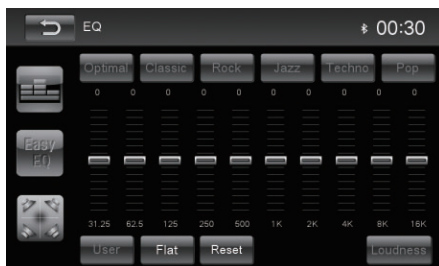 EQ 00:30
Optimal Classic Rock Jazz Techno Pop
0 0 0 0 0 0 0 0 0 0
Easy
EQ
31.25 62.5 125 250 500 1K 2K 4K 8K 16K
User Flat Reset Loudness